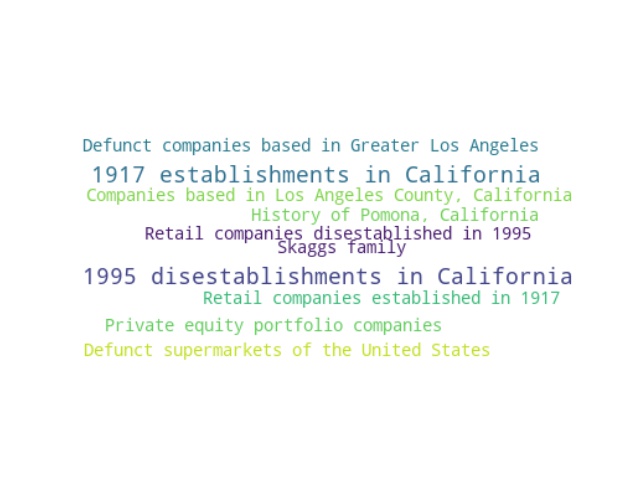 Defunct companies based in Greater Los Angeles
1917 establishments in California
Companies based in Los Angeles County, California
History of Pomona, California
Retail companies disestablished in 1995
Skaggs family
1995 disestablishments in California
Retail companies established in 1917
Private equity portfolio companies
Defunct supermarkets of the United States